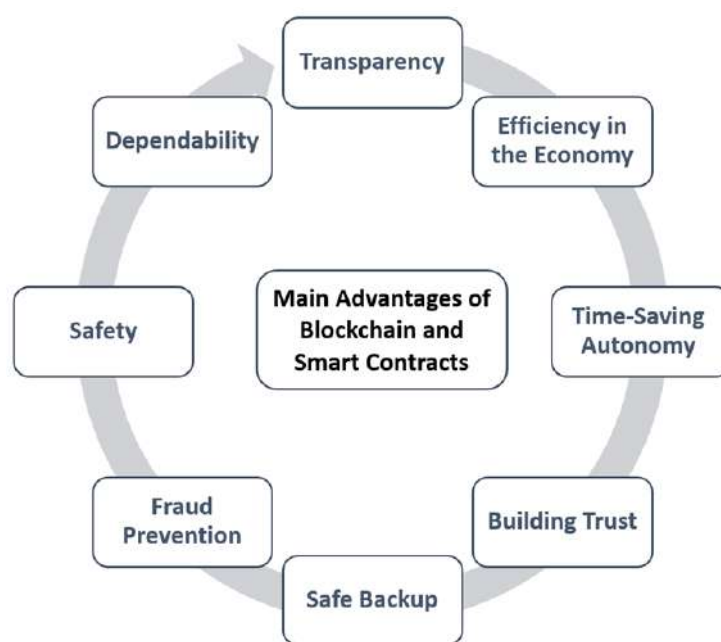 Transparency
Efficiency in
the Economy
Time-Saving
Autonomy
Building Trust
Safe Backup
Fraud
Prevention
Safety
Dependability
Main Advantages of
Blockchain and
Smart Contracts